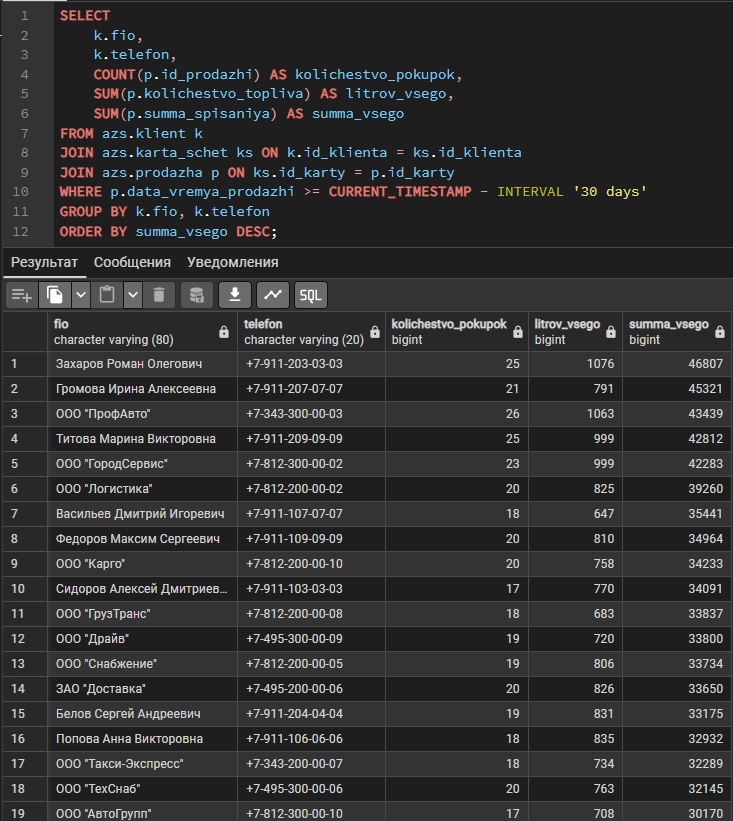 1 SELECT
2 k.fio,
3 k.telefon,
4 COUNT(p.id_prodazhi) AS kolichestvo_pokupok,
5 SUM(p.kolichestvo_topliva) AS litrov_vsego,
6 SUM(p.summa_spisaniya) AS summa_vsego
7 FROM azs.klient k
8 JOIN azs.karta_schet ks ON k.id_klienta = ks.id_klienta
9 JOIN azs.prodazha p ON ks.id_karty = p.id_karty
10 WHERE p.data_vremya_prodazhi >= CURRENT_TIMESTAMP - INTERVAL '30 days'
11 GROUP BY k.fio, k.telefon
12 ORDER BY summa_vsego DESC;
Результат Сообщения Уведомления
SQL
fio telefon kolichestvo_pokupok litrov_vsego summa_vsego
character varying (80) character varying (20) bigint bigint bigint
1 Захаров Роман Олегович +7-911-203-03-03 25 1076 46807
2 Громова Ирина Алексеевна +7-911-207-07-07 21 791 45321
3 ООО "ПрофАвто" +7-343-300-00-03 26 1063 43439
4 Титова Марина Викторовна +7-911-209-09-09 25 999 42812
5 ООО "ГородСервис" +7-812-300-00-02 23 999 42283
6 ООО "Логистика" +7-812-200-00-02 20 825 39260
7 Васильев Дмитрий Игоревич +7-911-107-07-07 18 647 35441
8 Федоров Максим Сергеевич +7-911-109-09-09 20 810 34964
9 ООО "Карго" +7-812-200-00-10 20 758 34233
10 Сидоров Алексей Дмитриев… +7-911-103-03-03 17 770 34091
11 ООО "ГрузТранс" +7-812-200-00-08 18 683 33837
12 ООО "Драйв" +7-495-300-00-09 19 720 33800
13 ООО "Снабжение" +7-812-200-00-05 19 806 33734
14 ЗАО "Доставка" +7-495-200-00-06 20 826 33650
15 Белов Сергей Андреевич +7-911-204-04-04 19 831 33175
16 Попова Анна Викторовна +7-911-106-06-06 18 835 32932
17 ООО "Такси-Экспресс" +7-343-200-00-07 18 734 32289
18 ООО "ТехСнаб" +7-495-300-00-06 20 763 32145
19 ООО "АвтоГрупп" +7-812-300-00-10 17 708 30170